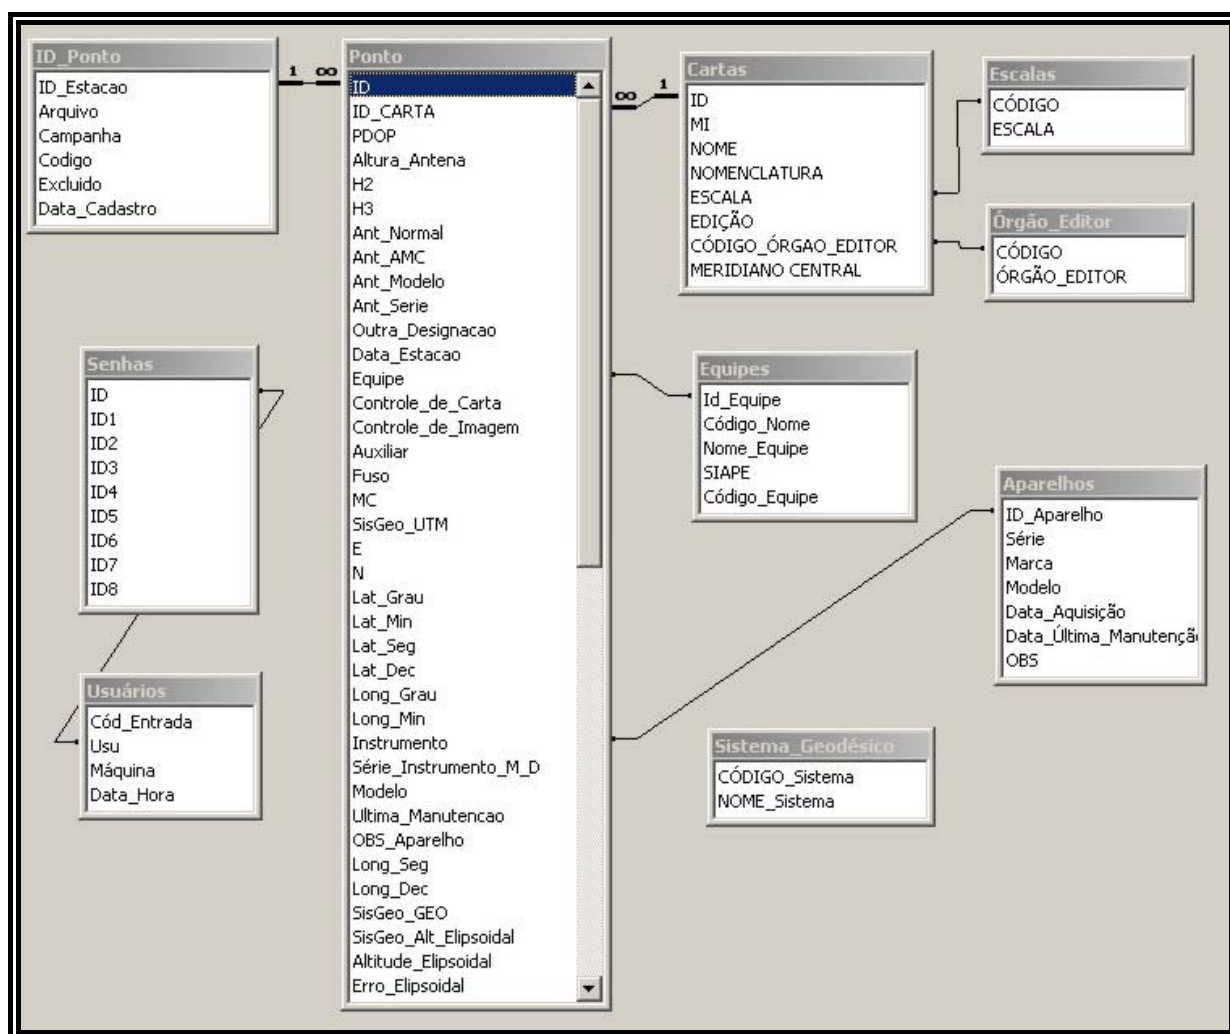 ID_Ponto
ID_Estacao
Arquivo
Campanha
Codigo
Excluido
Data_Cadastro
1 ∞
Ponto
ID
ID_CARTA
PDOP
Altura_Antena
H2
H3
Ant_Normal
Ant_AMC
Ant_Modelo
Ant_Serie
Outra_Designacao
Data_Estacao
Equipe
Controle_de_Carta
Controle_de_Imagem
Auxiliar
Fuso
MC
SisGeo_UTM
E
N
Lat_Grau
Lat_Min
Lat_Seg
Lat_Dec
Long_Grau
Long_Min
Instrumento
Série_Instrumento_M_D
Modelo
Ultima_Manutencao
OBS_Aparelho
Long_Seg
Long_Dec
SisGeo_GEO
SisGeo_Alt_Elipsoidal
Altitude_Elipsoidal
Erro_Elipsoidal
∞ 1
Cartas
ID
MI
NOME
NOMENCLATURA
ESCALA
EDIÇÃO
CÓDIGO_ÓRGAO_EDITOR
MERIDIANO CENTRAL
Escalas
CÓDIGO
ESCALA
Órgão_Editor
CÓDIGO
ÓRGÃO_EDITOR
Senhas
ID
ID1
ID2
ID3
ID4
ID5
ID6
ID7
ID8
Usuários
Cód_Entrada
Usu
Máquina
Data_Hora
Equipes
Id_Equipe
Código_Nome
Nome_Equipe
SIAPE
Código_Equipe
Aparelhos
ID_Aparelho
Série
Marca
Modelo
Data_Aquisição
Data_Última_Manutençã
OBS
Sistema_Geodésico
CÓDIGO_Sistema
NOME_Sistema